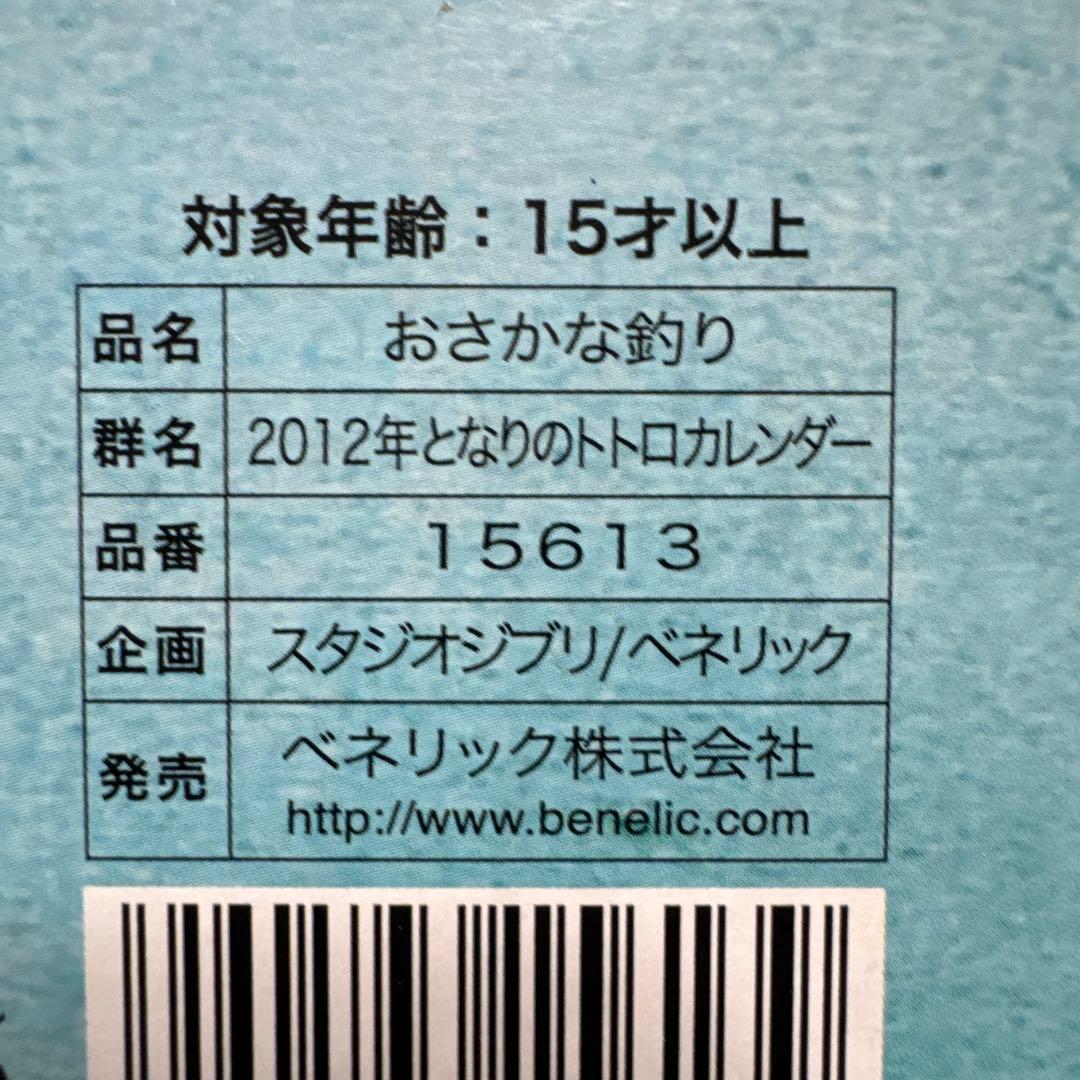 対象年齢：15才以上
品名 おさかな釣り
群名 2012年となりのトトロカレンダー
品番 １５６１３
企画 スタジオジブリ/ベネリック
発売 ベネリック株式会社
http://www.benelic.com